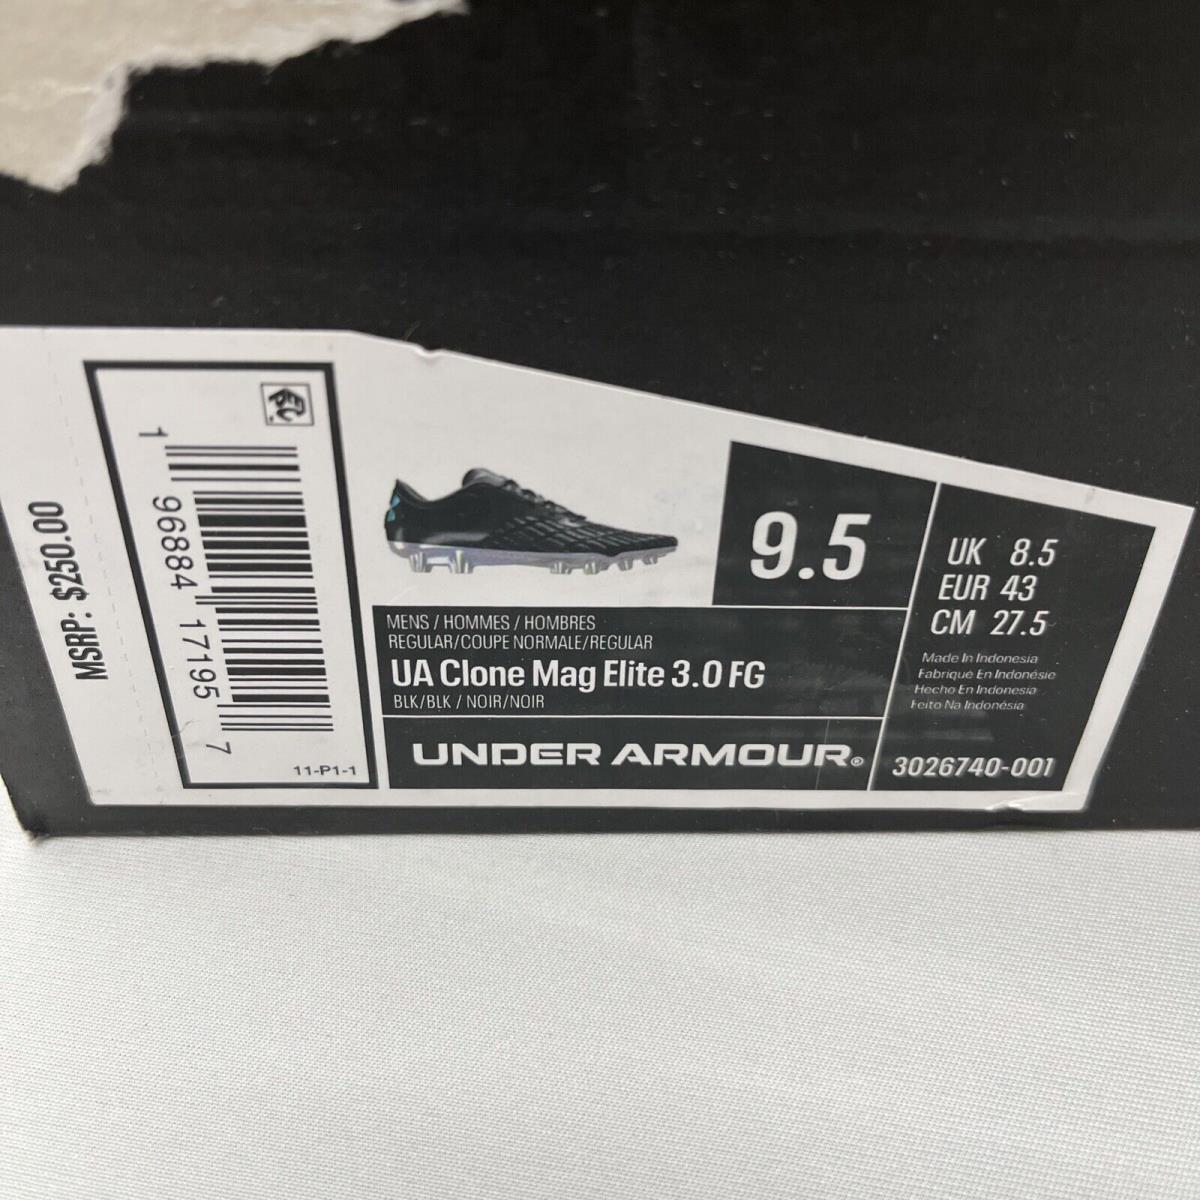 MSRP: $250.00
1 96884 17195 7
11-P1-1
9.5
UK 8.5
EUR 43
CM 27.5
MENS / HOMMES / HOMBRES
REGULAR/COUPE NORMALE/REGULAR
UA Clone Mag Elite 3.0 FG
BLK/BLK / NOIR/NOIR
Made In Indonesia
Fabriqué En Indonésie
Hecho En Indonesia
Feito Na Indonésia
UNDER ARMOUR®
3026740-001